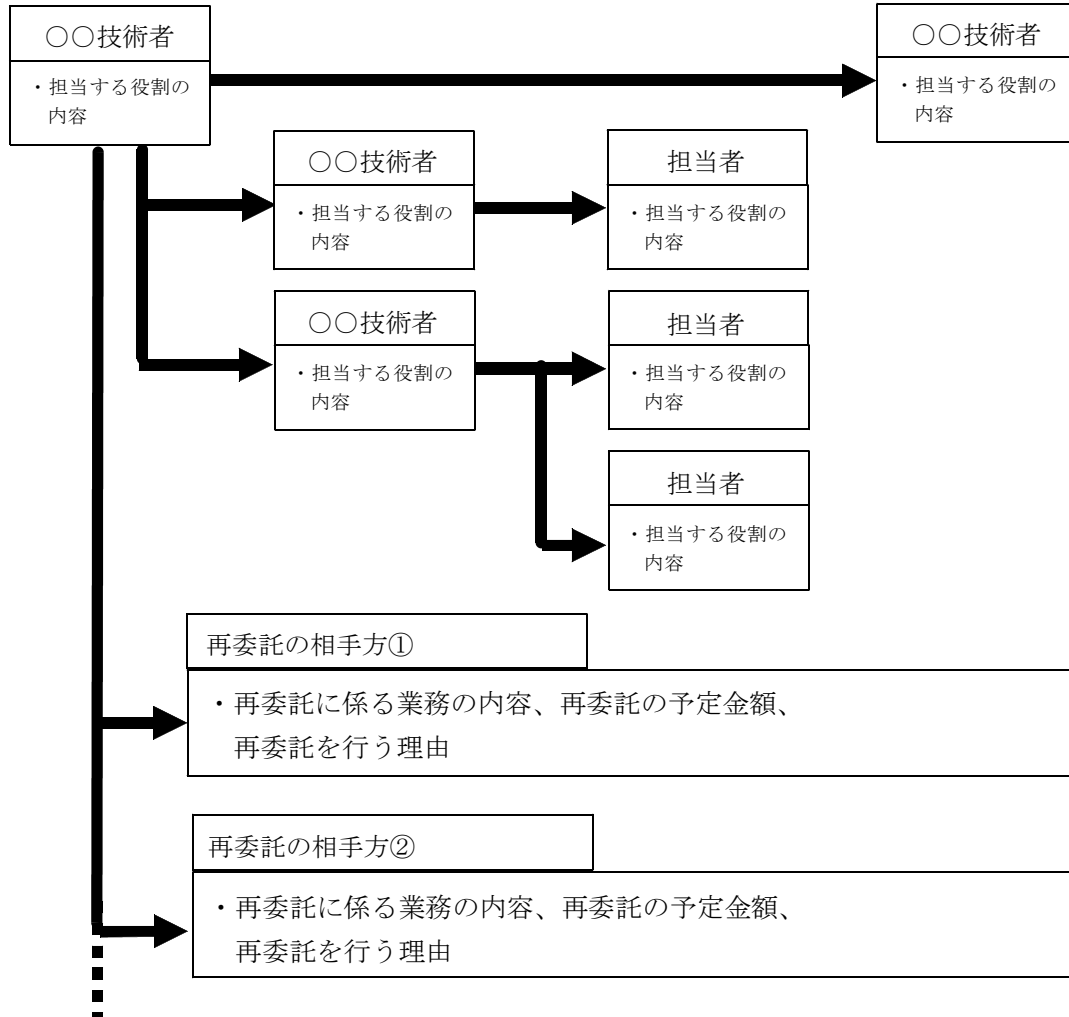 〇〇技術者
・担当する役割の
内容
〇〇技術者
・担当する役割の
内容
〇〇技術者
・担当する役割の
内容
担当者
・担当する役割の
内容
〇〇技術者
・担当する役割の
内容
担当者
・担当する役割の
内容
担当者
・担当する役割の
内容
再委託の相手方①
・再委託に係る業務の内容、再委託の予定金額、
再委託を行う理由
再委託の相手方②
・再委託に係る業務の内容、再委託の予定金額、
再委託を行う理由